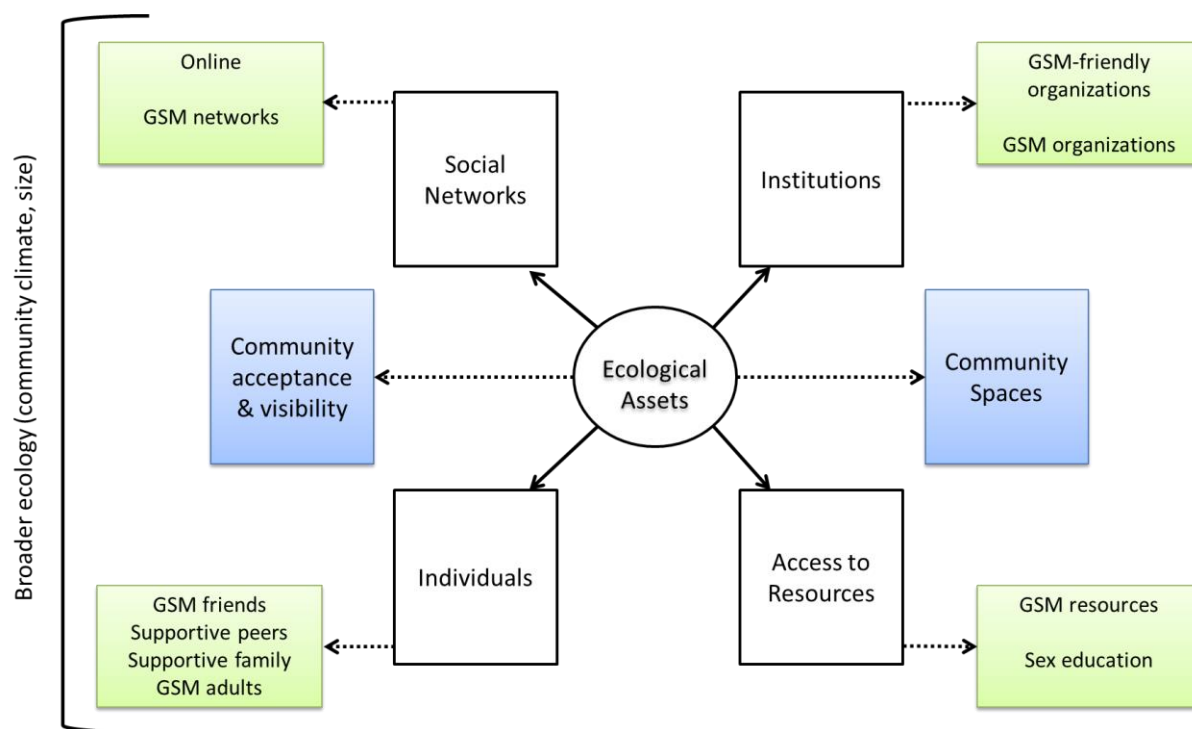 Broader ecology (community climate, size)
Online
GSM networks
Social
Networks
Institutions
GSM-friendly
organizations
GSM organizations
Community
acceptance
& visibility
Ecological
Assets
Community
Spaces
Individuals
GSM friends
Supportive peers
Supportive family
GSM adults
Access to
Resources
GSM resources
Sex education